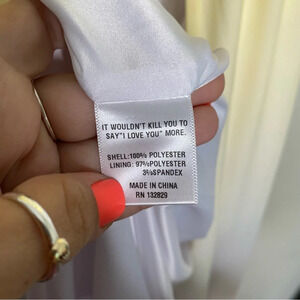 IT WOULDN'T KILL YOU TO
SAY"I LOVE YOU" MORE.
SHELL:100% POLYESTER
LINING: 97%POLYESTER
3%SPANDEX
MADE IN CHINA
RN 132829